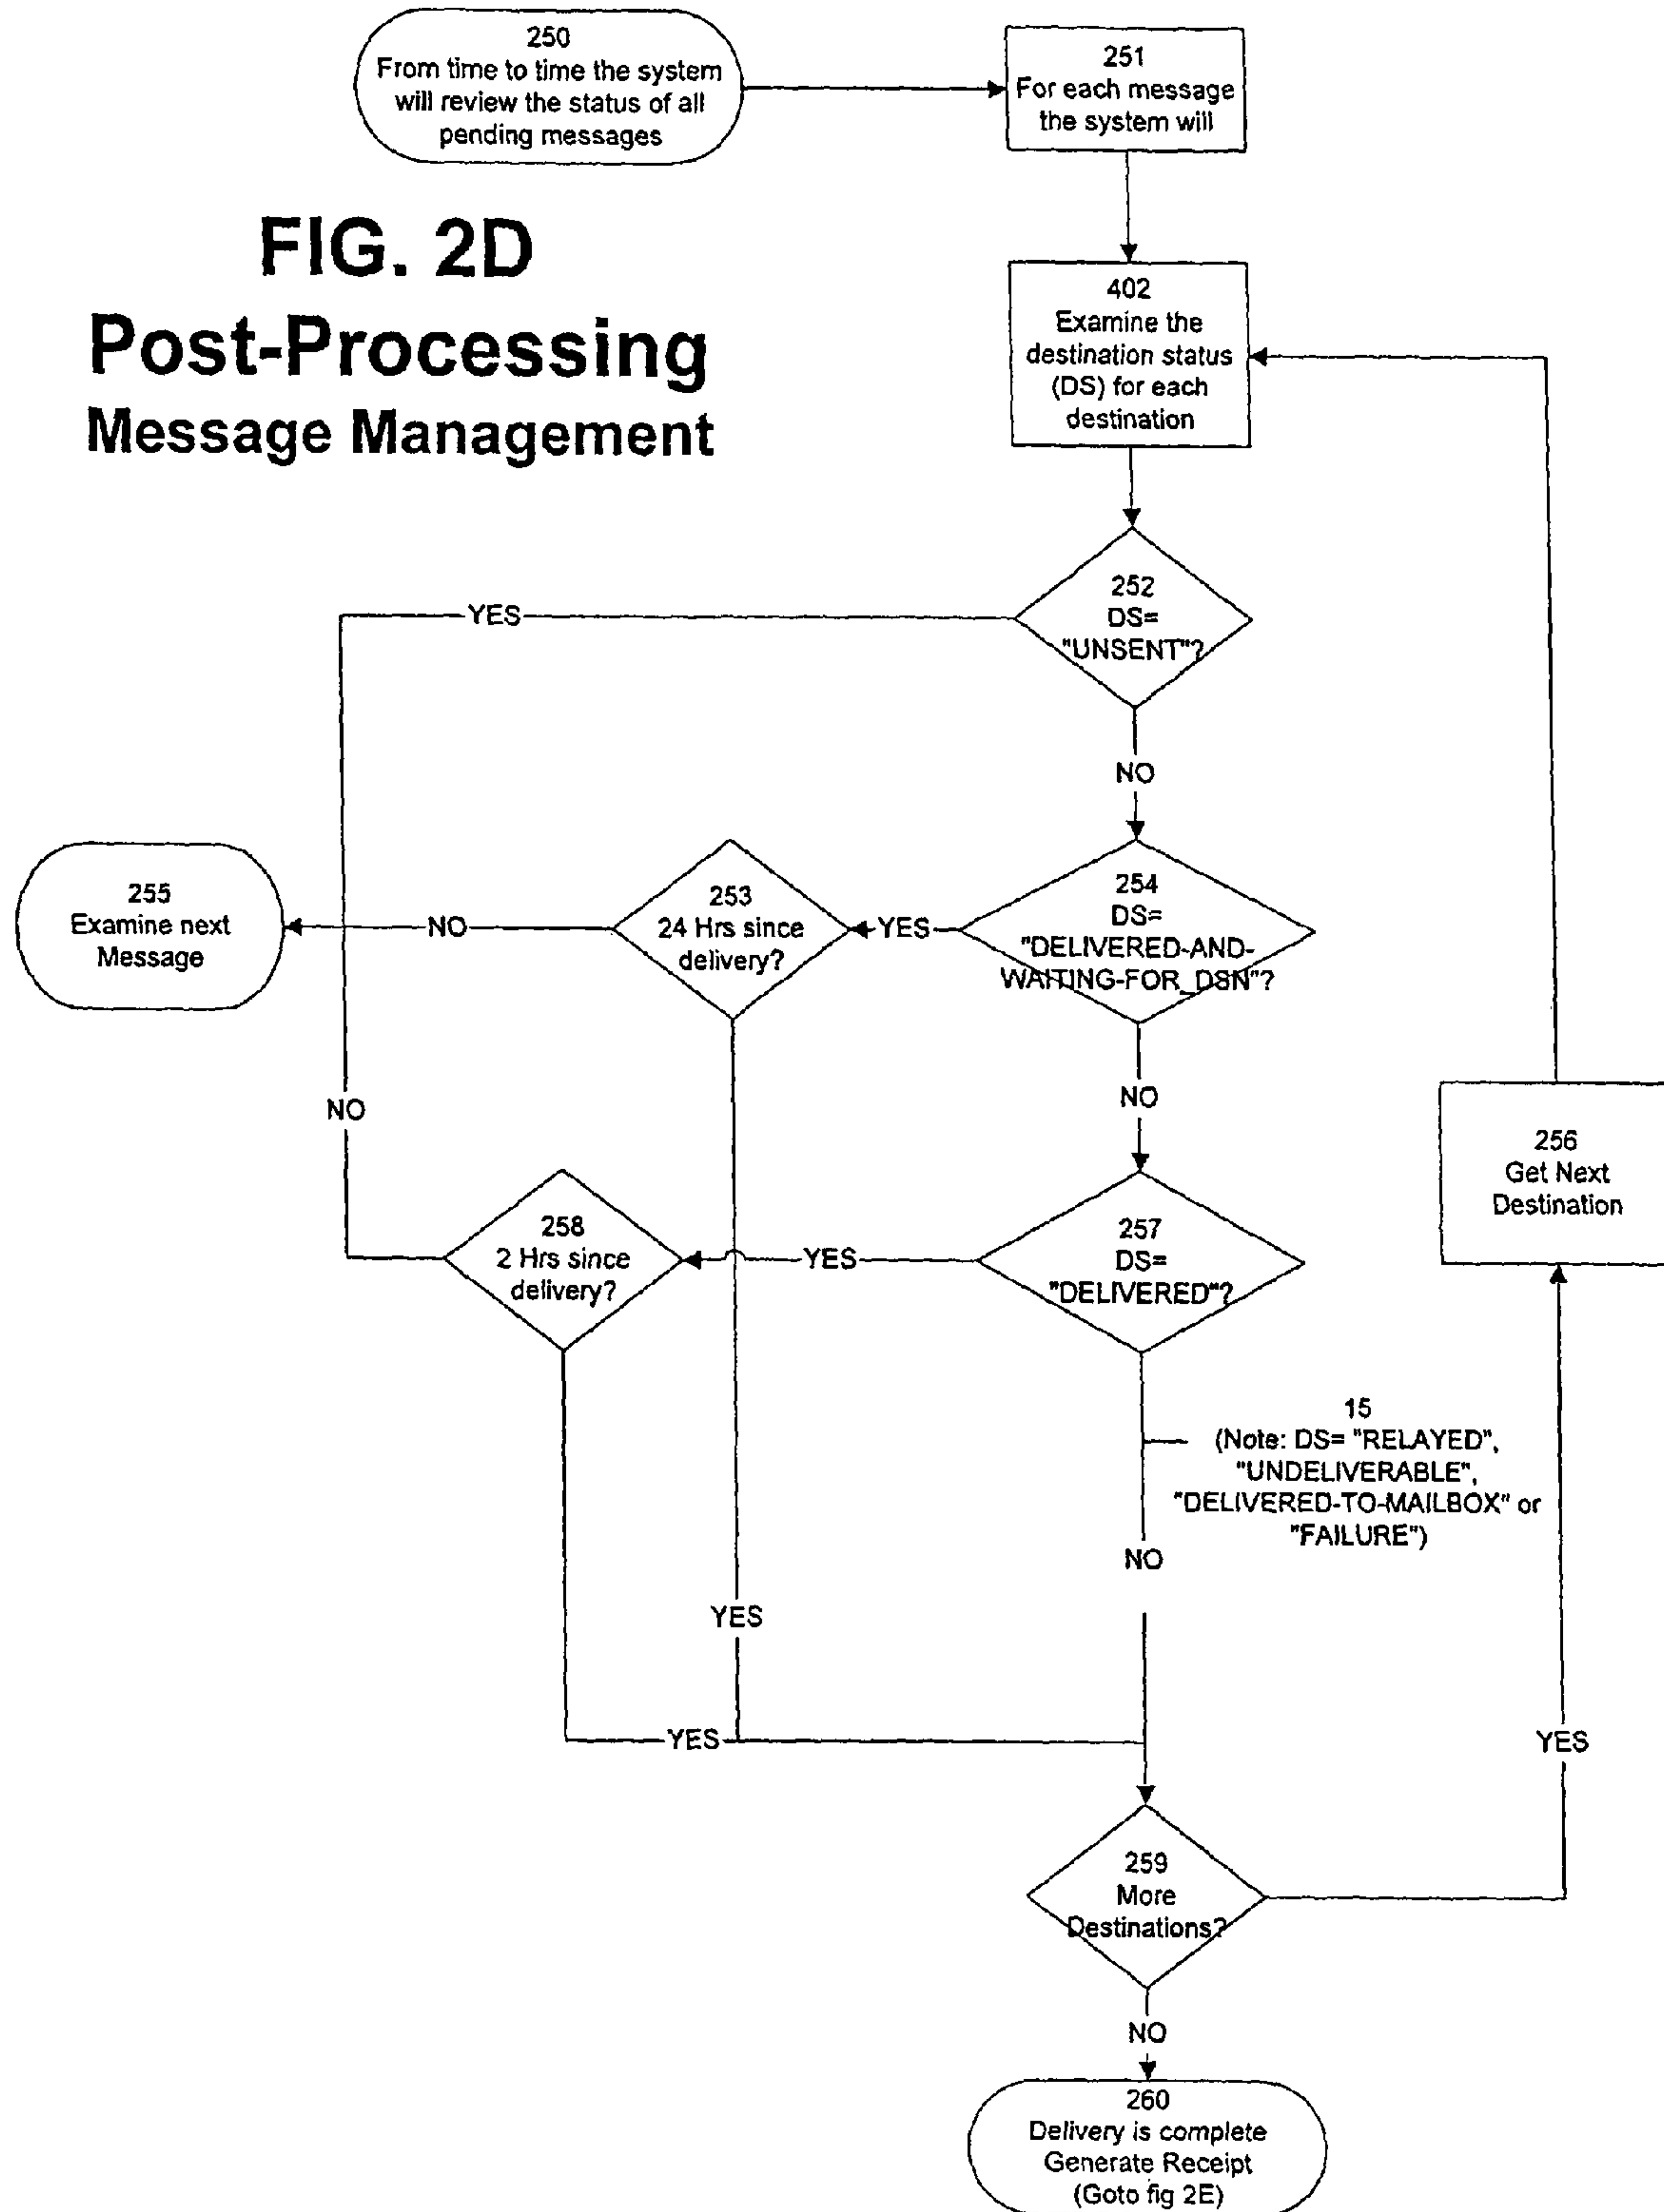 250
From time to time the system
will review the status of all
pending messages
251
For each message
the system will
FIG. 2D
Post-Processing
Message Management
402
Examine the
destination status
(DS) for each
destination
252
DS=
"UNSENT"?
YES
NO
254
DS=
"DELIVERED-AND-
WAITING-FOR_DSN"?
YES
253
24 Hrs since
delivery?
NO
255
Examine next
Message
NO
NO
256
Get Next
Destination
257
DS=
"DELIVERED"?
YES
258
2 Hrs since
delivery?
15
(Note: DS= "RELAYED",
"UNDELIVERABLE",
"DELIVERED-TO-MAILBOX" or
"FAILURE")
NO
YES
YES
YES
259
More
Destinations?
NO
260
Delivery is complete
Generate Receipt
(Goto fig 2E)